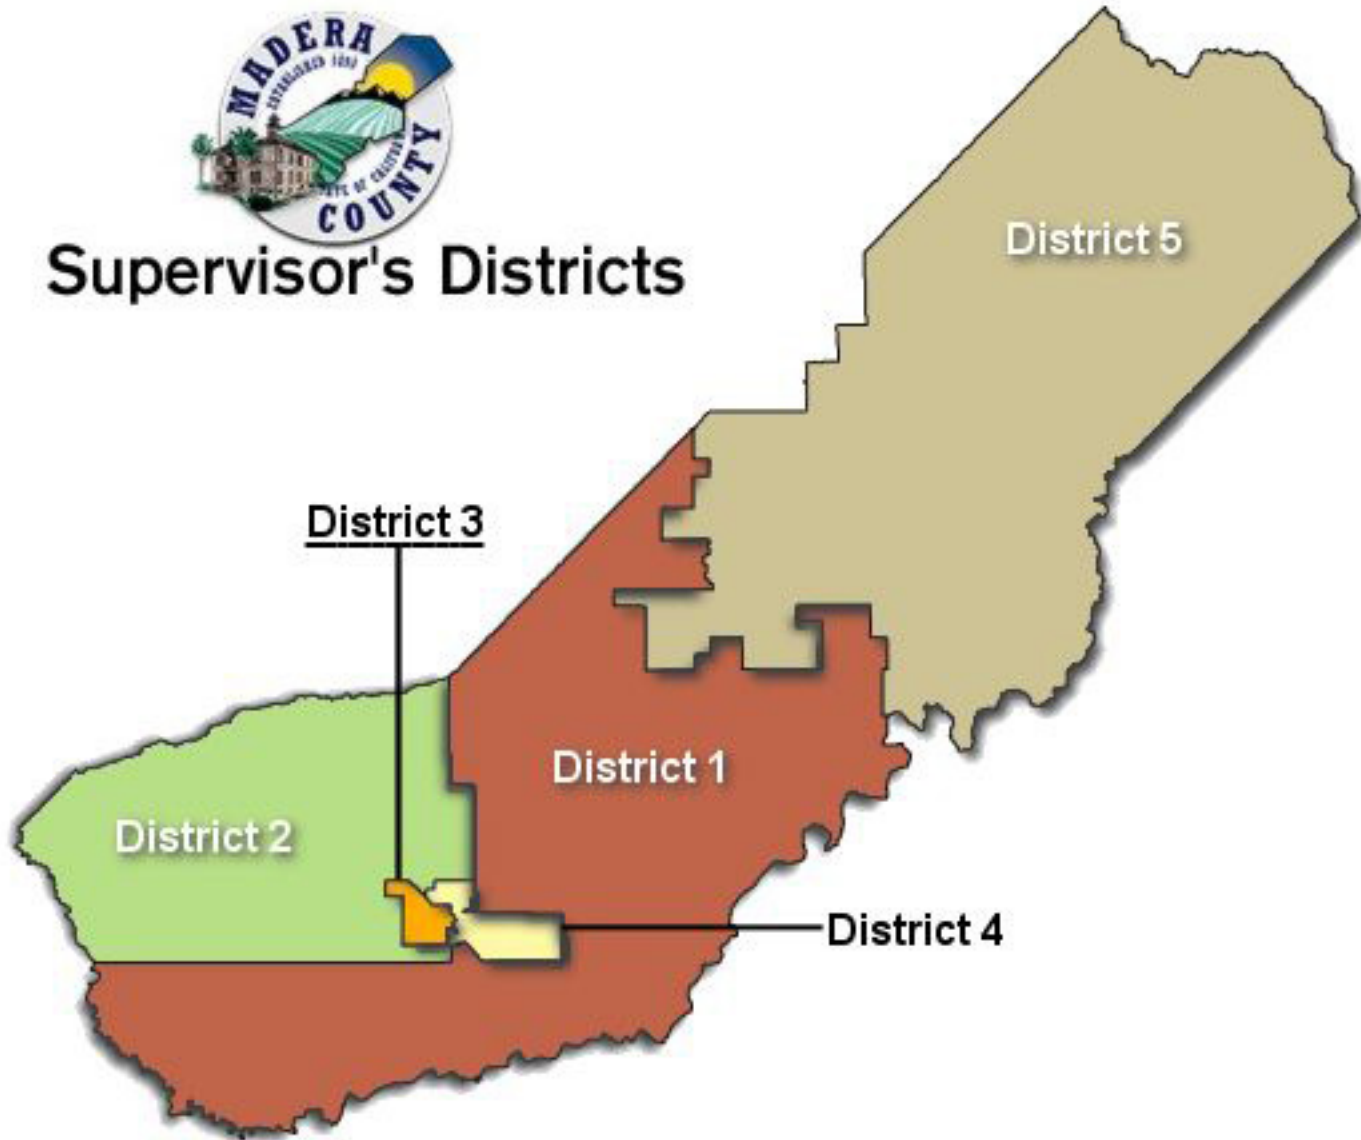 MADERA
ESTABLISHED 1893
STATE OF CALIFORNIA
COUNTY
Supervisor's Districts
District 5
District 3
District 1
District 2
District 4